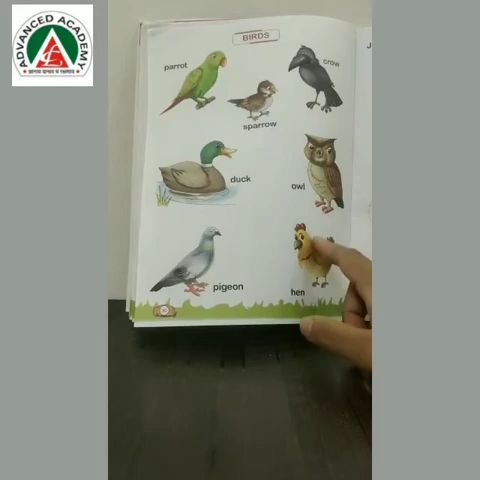 ADVANCED ACADEMY
BIRDS
parrot
crow
sparrow
duck
owl
pigeon
hen
J